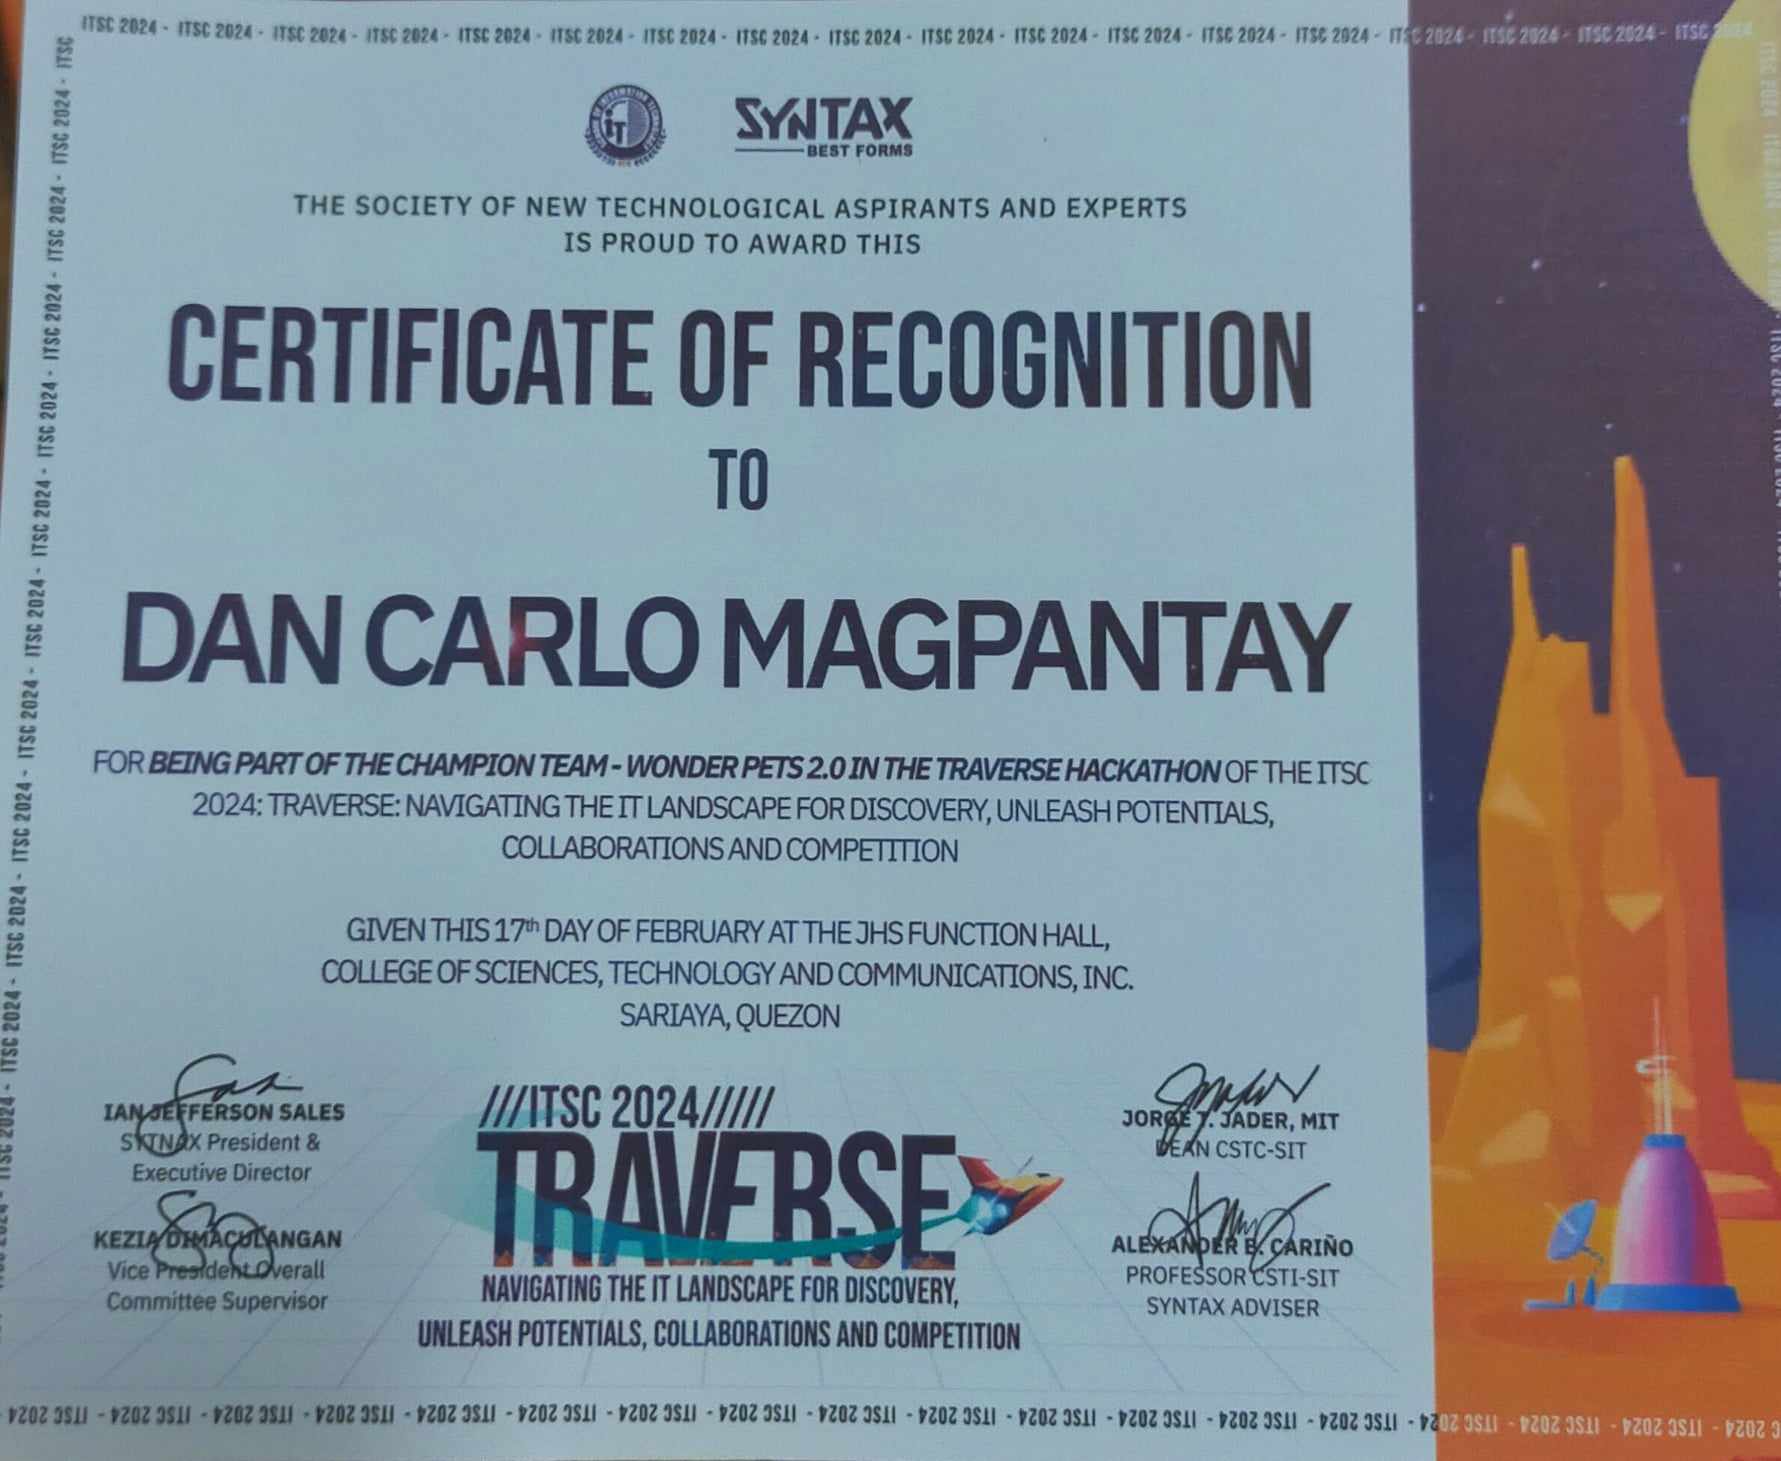 ITSC 2024 - ITSC 2024 - ITSC 2024 - ITSC 2024 - ITSC 2024 - ITSC 2024 - ITSC 2024 - ITSC 2024 - ITSC 2024 - ITSC 2024 - ITSC 2024 - ITSC 2024 - ITSC 2024 - ITSC 2024 - ITSC 2024 - ITSC 2024 - ITSC 2024 - ITSC 2024
iT
SYNTAX
BEST FORMS
THE SOCIETY OF NEW TECHNOLOGICAL ASPIRANTS AND EXPERTS
IS PROUD TO AWARD THIS
CERTIFICATE OF RECOGNITION
TO
DAN CARLO MAGPANTAY
FOR BEING PART OF THE CHAMPION TEAM - WONDER PETS 2.0 IN THE TRAVERSE HACKATHON OF THE ITSC
2024: TRAVERSE: NAVIGATING THE IT LANDSCAPE FOR DISCOVERY, UNLEASH POTENTIALS,
COLLABORATIONS AND COMPETITION
GIVEN THIS 17th DAY OF FEBRUARY AT THE JHS FUNCTION HALL,
COLLEGE OF SCIENCES, TECHNOLOGY AND COMMUNICATIONS, INC.
SARIAYA, QUEZON
IAN JEFFERSON SALES
SYTNAX President &
Executive Director
KEZIA DIMACULANGAN
Vice President Overall
Committee Supervisor
///ITSC 2024/////
TRAVERSE
NAVIGATING THE IT LANDSCAPE FOR DISCOVERY,
UNLEASH POTENTIALS, COLLABORATIONS AND COMPETITION
JORGE T. JADER, MIT
DEAN CSTC-SIT
ALEXANDER B. CARIÑO
PROFESSOR CSTI-SIT
SYNTAX ADVISER
ITSC 2024 - ITSC 2024 - ITSC 2024 - ITSC 2024 - ITSC 2024 - ITSC 2024 - ITSC 2024 - ITSC 2024 - ITSC 2024 - ITSC 2024 - ITSC 2024 - ITSC 2024 - ITSC 2024 - ITSC 2024 - ITSC 2024 - ITSC 2024 - ITSC 2024